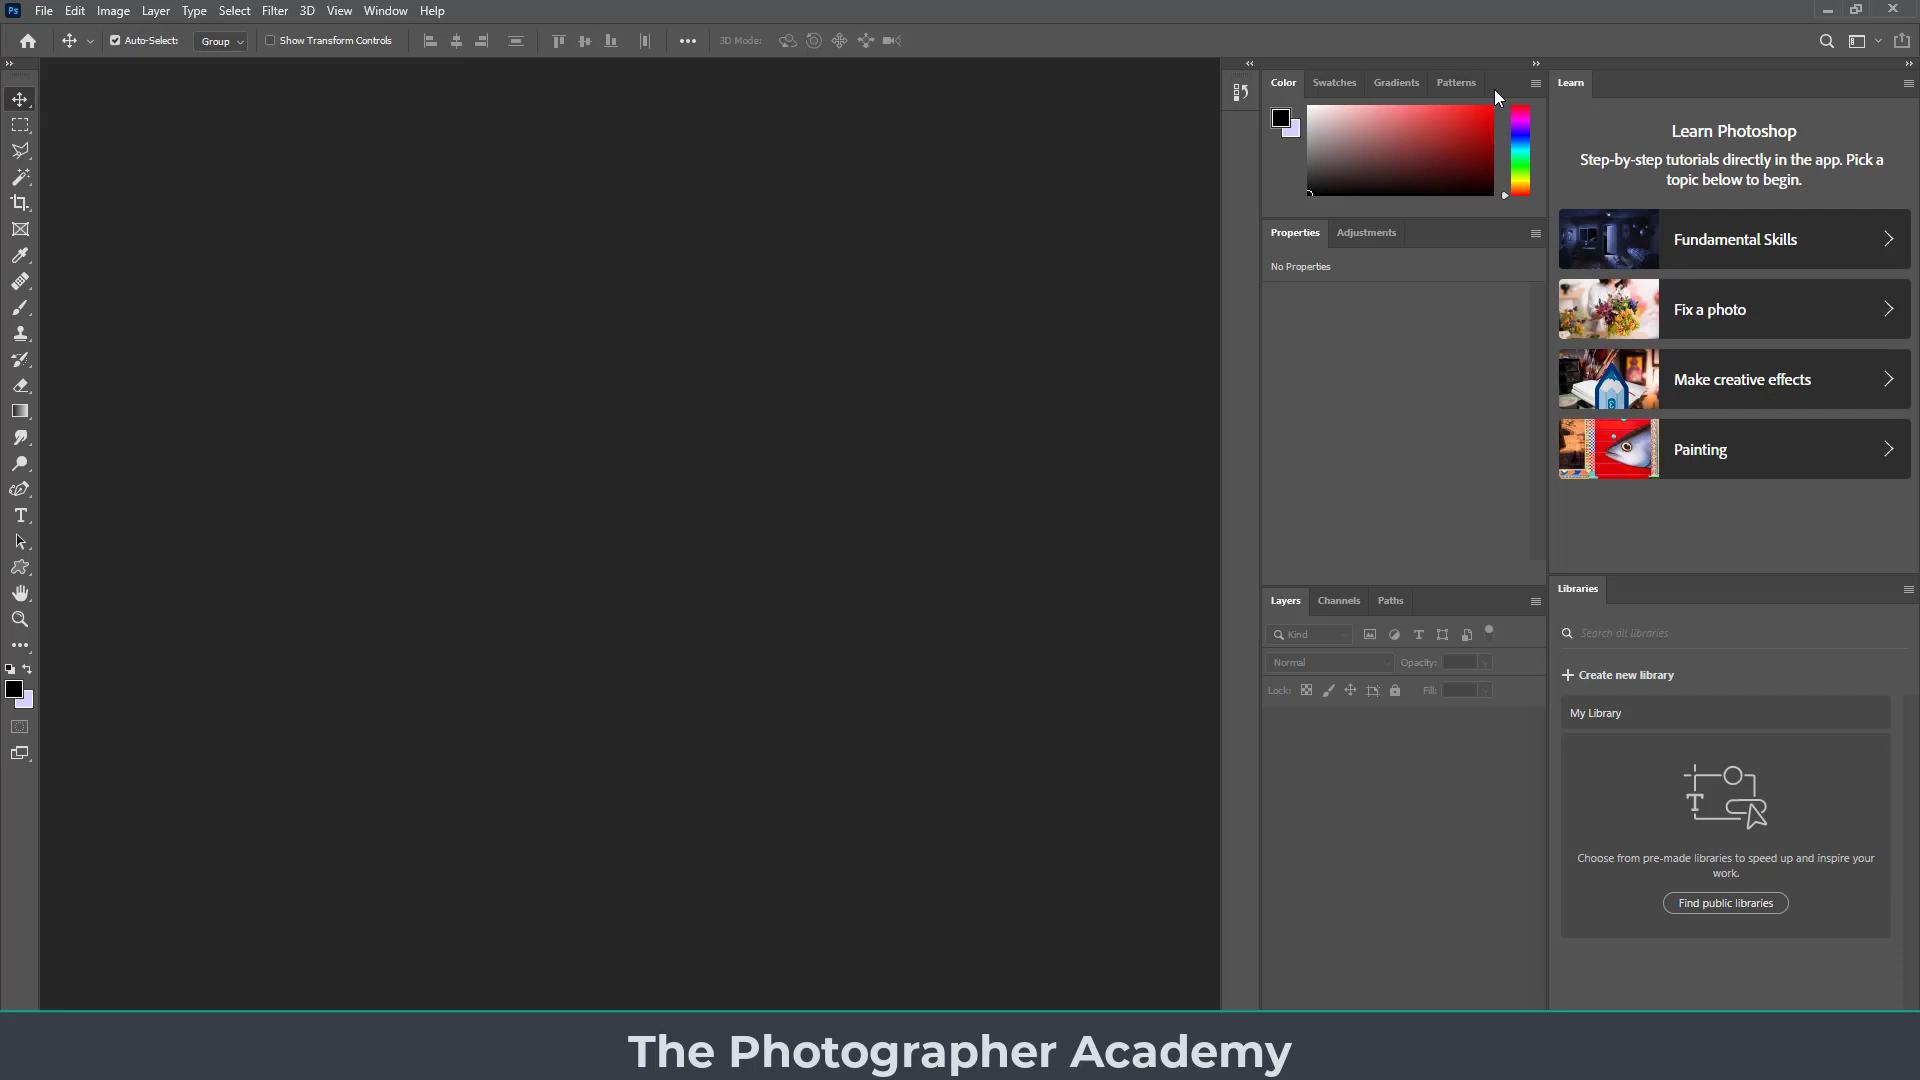 Ps File Edit Image Layer Type Select Filter 3D View Window Help
Auto-Select: Group Show Transform Controls 3D Mode:
Color Swatches Gradients Patterns
Learn
Learn Photoshop
Step-by-step tutorials directly in the app. Pick a
topic below to begin.
Fundamental Skills
Fix a photo
Make creative effects
Painting
Properties Adjustments
No Properties
Layers Channels Paths
Kind
Normal Opacity:
Lock: Fill:
Libraries
Search all libraries
Create new library
My Library
Choose from pre-made libraries to speed up and inspire your
work.
Find public libraries
The Photographer Academy